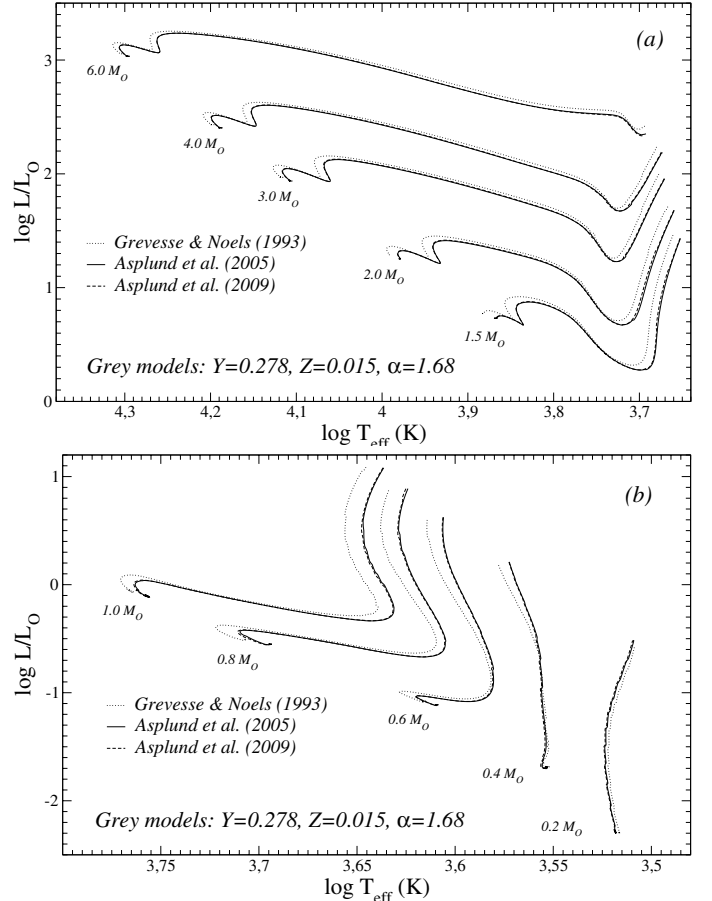 (a)
3
6.0 M_O
4.0 M_O
2
3.0 M_O
log L/L_O
Grevesse & Noels (1993)
Asplund et al. (2005)
Asplund et al. (2009)
2.0 M_O
1
1.5 M_O
Grey models: Y=0.278, Z=0.015, α=1.68
0
4,3 4,2 4,1 4 3,9 3,8 3,7
log T_eff (K)
1
(b)
0
1.0 M_O
0.8 M_O
log L/L_O
-1
Grevesse & Noels (1993)
0.6 M_O
Asplund et al. (2005)
Asplund et al. (2009)
0.4 M_O
-2
Grey models: Y=0.278, Z=0.015, α=1.68
0.2 M_O
3,75 3,7 3,65 3,6 3,55 3,5
log T_eff (K)